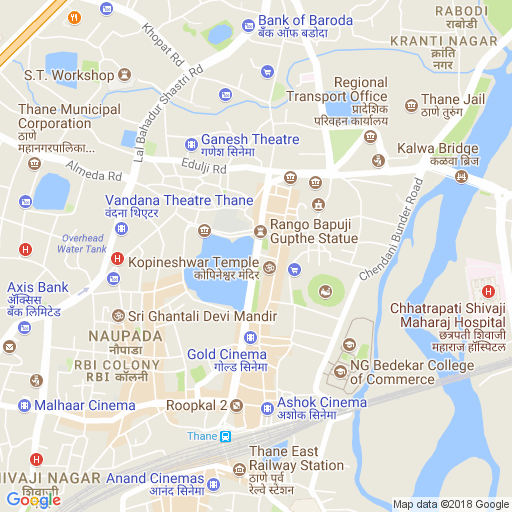 Bank of Baroda
बँक ऑफ बडोदा
RABODI
राबोडी
KRANTI NAGAR
क्रांति
नगर
Khopat Rd
S.T. Workshop
Lal Bahadur Shastri Rd
Regional
Transport Office
प्रादेशिक
परिवहन कार्यालय
Thane Jail
ठाणे तुरुंग
Thane Municipal
Corporation
ठाणे
महानगरपालिका...
Ganesh Theatre
गणेश सिनेमा
Kalwa Bridge
कळवा ब्रिज
Edulji Rd
Almeda Rd
Vandana Theatre Thane
वंदना थिएटर
Rango Bapuji
Gupthe Statue
Chendani Bunder Road
Overhead
Water Tank
Kopineshwar Temple
कोपिनेश्वर मंदिर
Axis Bank
ॲक्सिस
बँक लिमिटेड
Sri Ghantali Devi Mandir
Chhatrapati Shivaji
Maharaj Hospital
छत्रपती शिवाजी
महाराज हॉस्पिटल
NAUPADA
नौपाडा
RBI COLONY
RBI कॉलनी
Gold Cinema
गोल्ड सिनेमा
NG Bedekar College
of Commerce
Malhaar Cinema
Roopkal 2
Ashok Cinema
अशोक सिनेमा
Thane
Thane East
Railway Station
ठाणे पूर्व
रेल्वे स्टेशन
HIVAJI NAGAR
शिवाजी
Anand Cinemas
आनंद सिनेमा
Google
Map data ©2018 Google